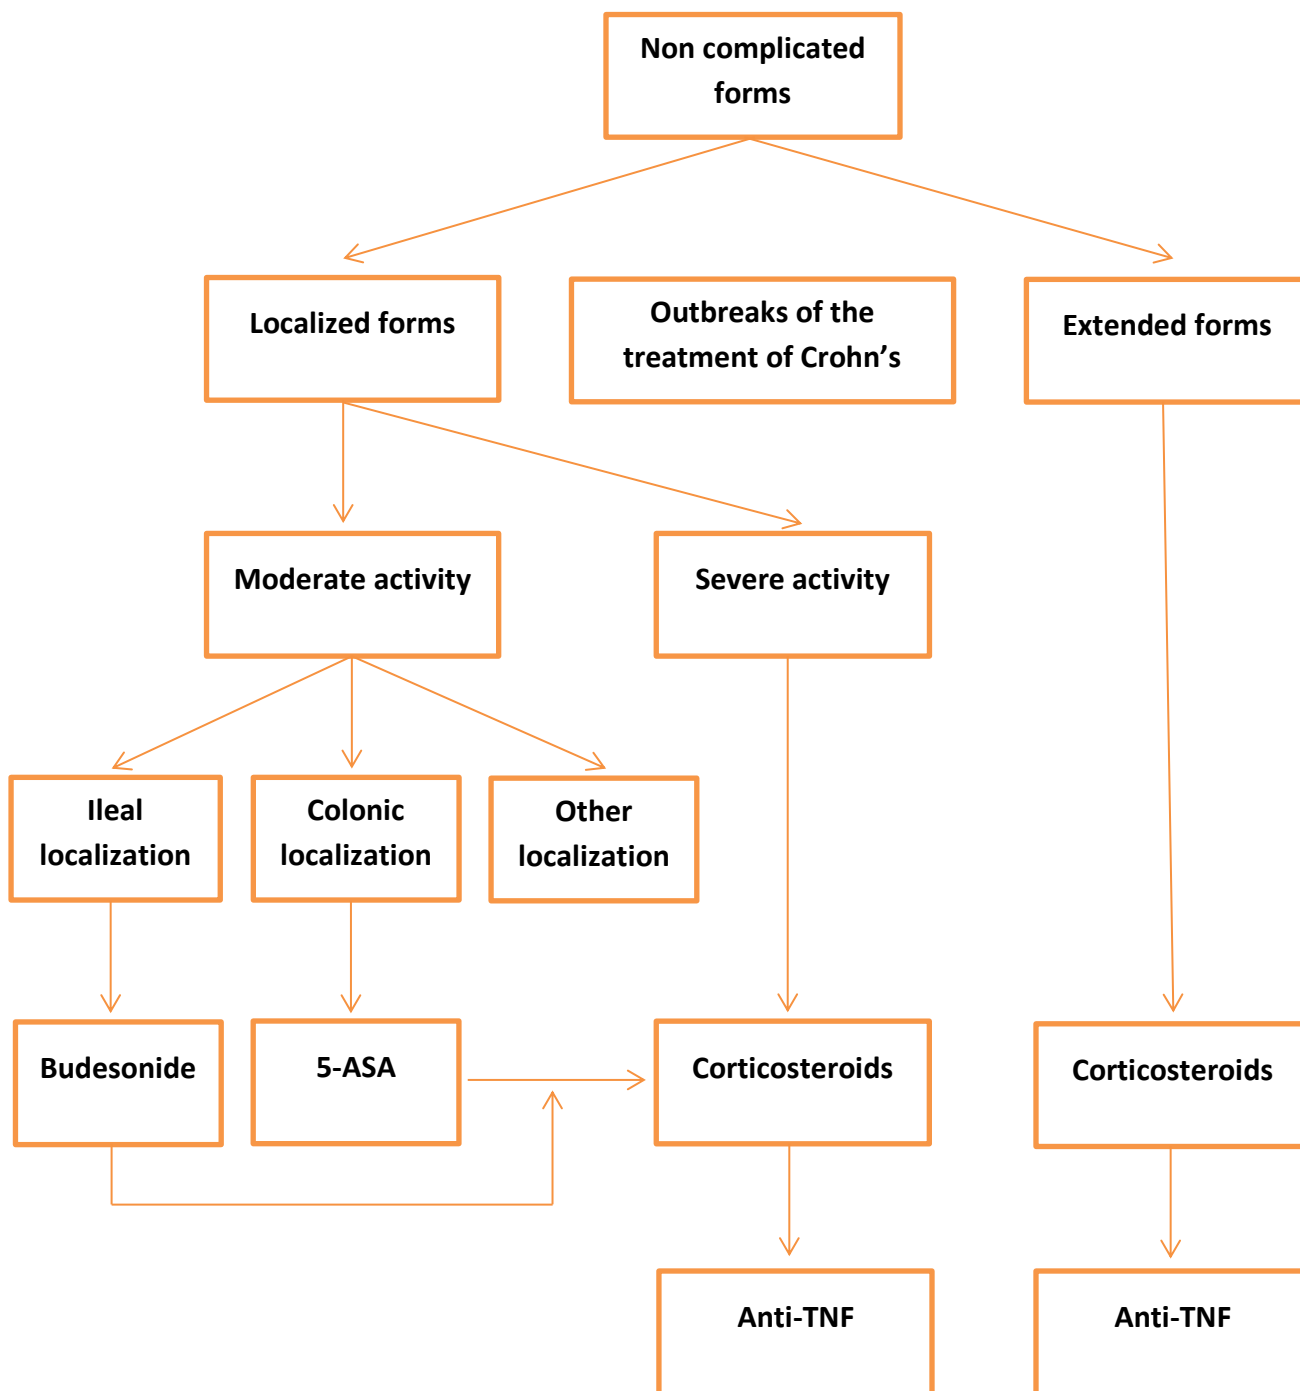 Non complicated
forms
Localized forms
Outbreaks of the
treatment of Crohn’s
Extended forms
Moderate activity
Severe activity
Ileal
localization
Colonic
localization
Other
localization
Budesonide
5-ASA
Corticosteroids
Corticosteroids
Anti-TNF
Anti-TNF